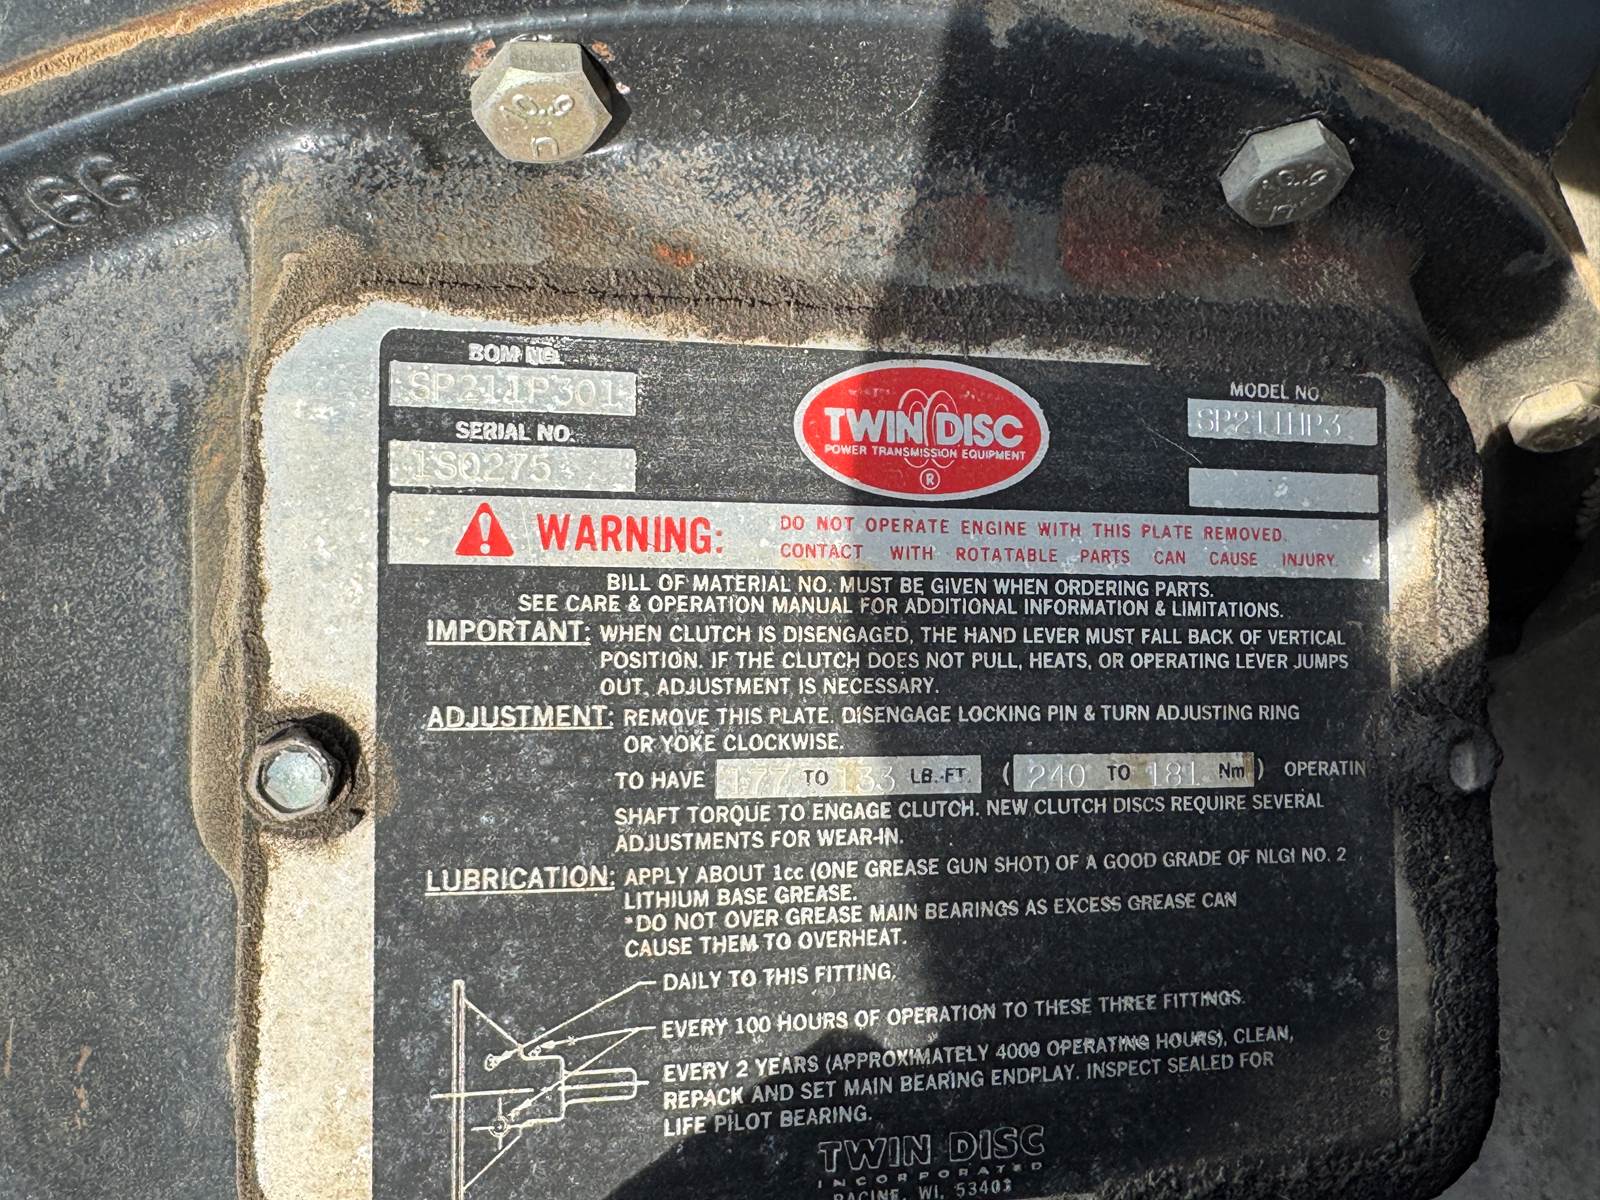 BOM NO.
SP211P301
SERIAL NO.
1S0275
TWIN DISC
POWER TRANSMISSION EQUIPMENT
®
MODEL NO.
SP211HP3
WARNING: DO NOT OPERATE ENGINE WITH THIS PLATE REMOVED.
CONTACT WITH ROTATABLE PARTS CAN CAUSE INJURY.
BILL OF MATERIAL NO. MUST BE GIVEN WHEN ORDERING PARTS.
SEE CARE & OPERATION MANUAL FOR ADDITIONAL INFORMATION & LIMITATIONS.
IMPORTANT: WHEN CLUTCH IS DISENGAGED, THE HAND LEVER MUST FALL BACK OF VERTICAL
POSITION. IF THE CLUTCH DOES NOT PULL, HEATS, OR OPERATING LEVER JUMPS
OUT, ADJUSTMENT IS NECESSARY.
ADJUSTMENT: REMOVE THIS PLATE. DISENGAGE LOCKING PIN & TURN ADJUSTING RING
OR YOKE CLOCKWISE.
TO HAVE 177 TO 133 LB.-FT. (240 TO 181 Nm) OPERATIN
SHAFT TORQUE TO ENGAGE CLUTCH. NEW CLUTCH DISCS REQUIRE SEVERAL
ADJUSTMENTS FOR WEAR-IN.
LUBRICATION: APPLY ABOUT 1cc (ONE GREASE GUN SHOT) OF A GOOD GRADE OF NLGI NO. 2
LITHIUM BASE GREASE.
*DO NOT OVER GREASE MAIN BEARINGS AS EXCESS GREASE CAN
CAUSE THEM TO OVERHEAT.
DAILY TO THIS FITTING,
EVERY 100 HOURS OF OPERATION TO THESE THREE FITTINGS.
EVERY 2 YEARS (APPROXIMATELY 4000 OPERATING HOURS), CLEAN,
REPACK AND SET MAIN BEARING ENDPLAY. INSPECT SEALED FOR
LIFE PILOT BEARING.
TWIN DISC
INCORPORATED
RACINE, WI. 53403